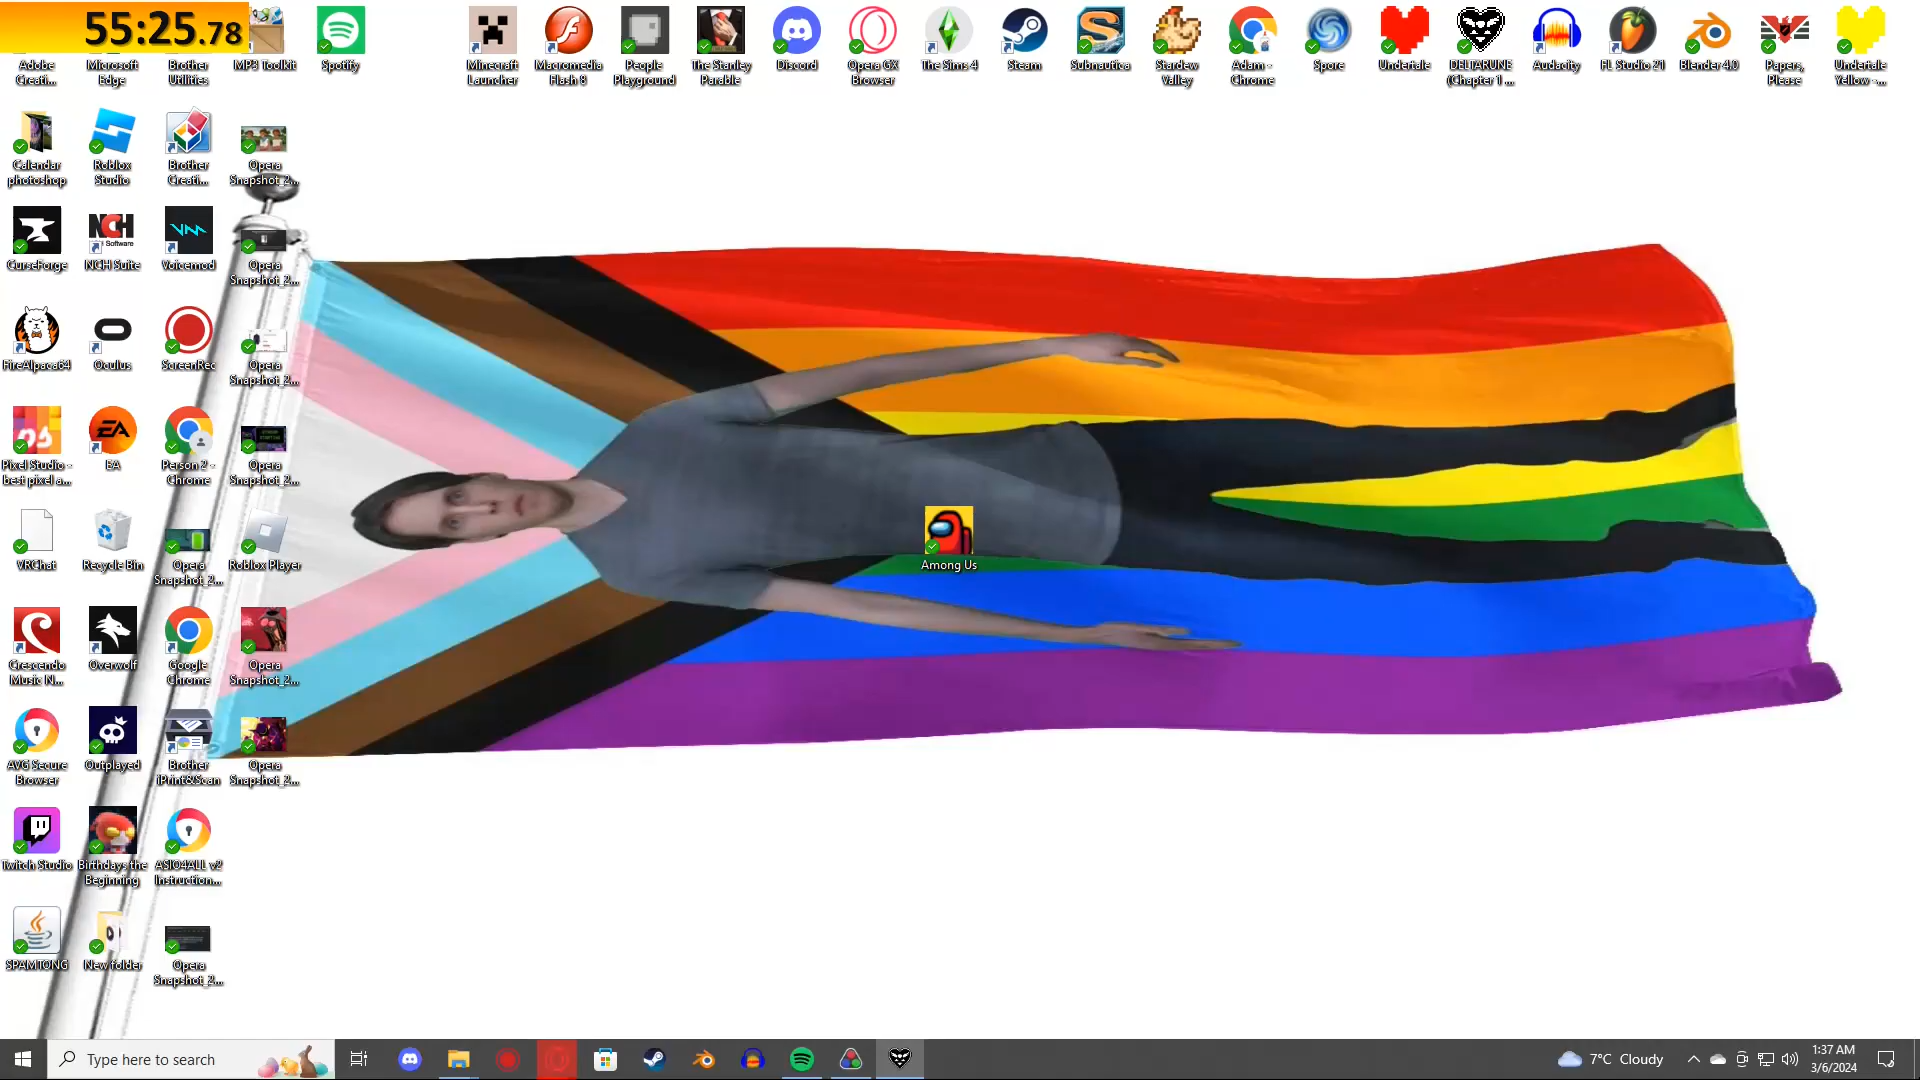 55:25.78
Adobe
Creati...
Microsoft
Edge
Brother
Utilities
MP3 Toolkit
Spotify
Minecraft
Launcher
Macromedia
Flash 8
People
Playground
The Stanley
Parable
Discord
Opera GX
Browser
The Sims 4
Steam
Subnautica
Stardew
Valley
Adam -
Chrome
Spore
Undertale
DELTARUNE
(Chapter 1 ...
Audacity
FL Studio 21
Blender 4.0
Papers,
Please
Undertale
Yellow -...
Calendar
photoshop
Roblox
Studio
Brother
Creati...
Opera
Snapshot_2...
CurseForge
NCH
Software
NCH Suite
Voicemod
Opera
Snapshot_2...
FireAlpaca64
Oculus
ScreenRec
Opera
Snapshot_2...
Pixel Studio -
best pixel a...
EA
EA
Person 2 -
Chrome
Opera
Snapshot_2...
VRChat
Recycle Bin
Opera
Snapshot_2...
Roblox Player
Among Us
Crescendo
Music N...
Overwolf
Google
Chrome
Opera
Snapshot_2...
AVG Secure
Browser
Outplayed
Brother
iPrint&Scan
Opera
Snapshot_2...
Twitch Studio
Birthdays the
Beginning
ASIO4ALL v2
Instruction...
SPAMTONG
New folder
Opera
Snapshot_2...
Type here to search
7°C Cloudy
1:37 AM
3/6/2024